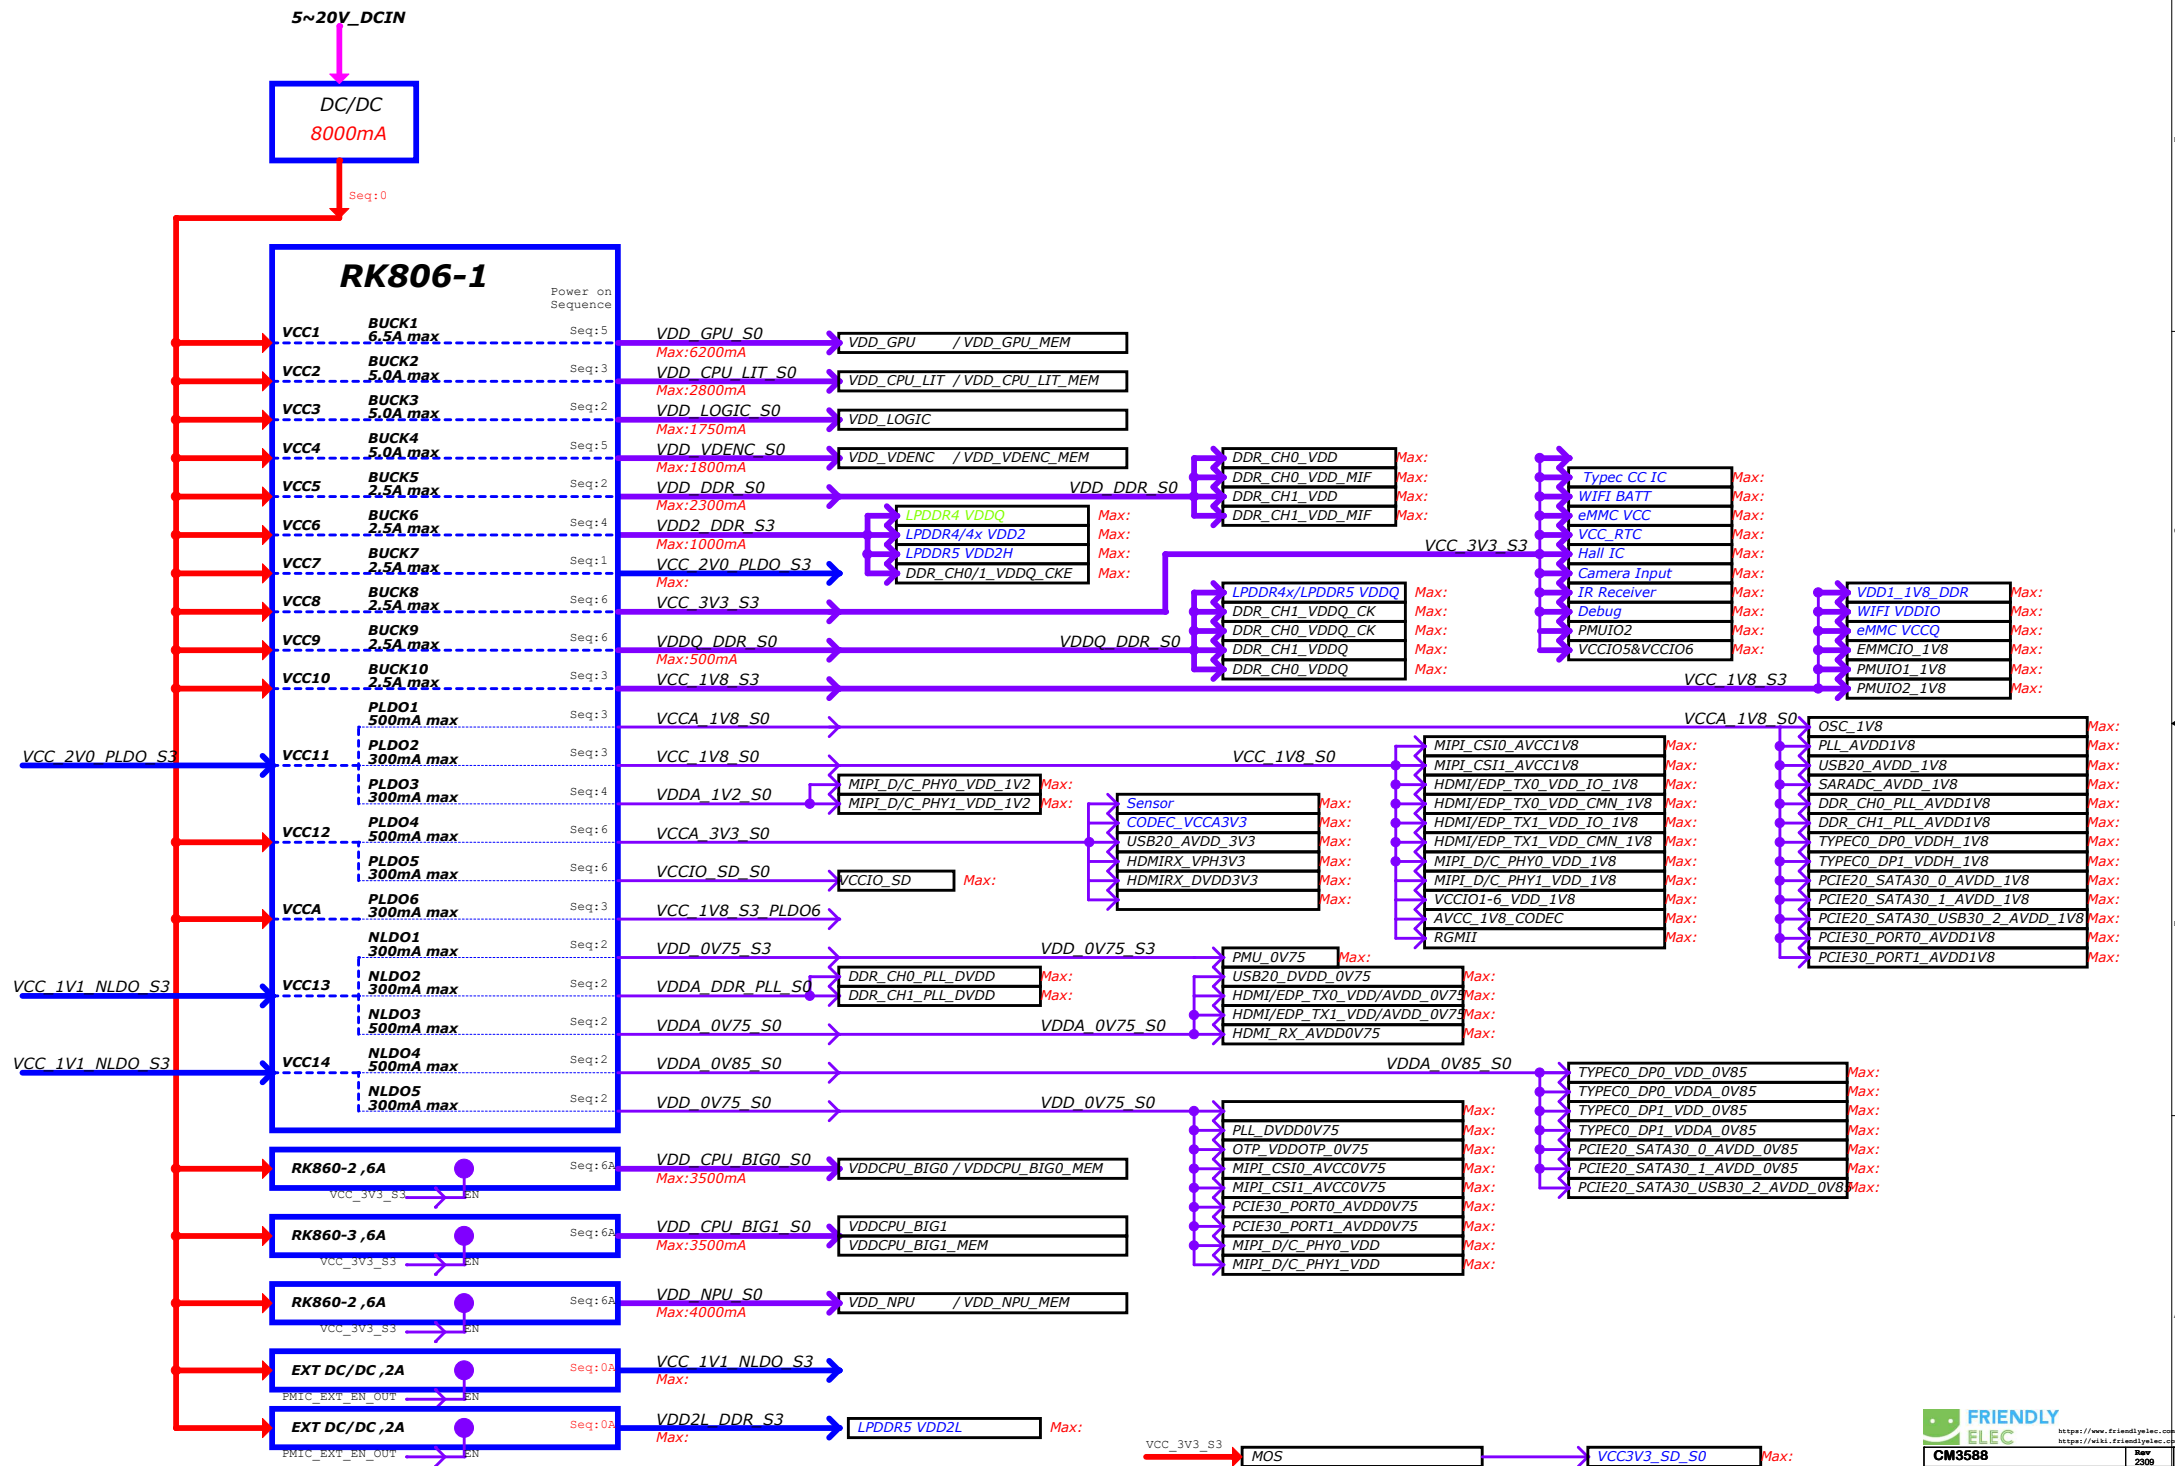 5~20V_DCIN
DC/DC
8000mA
Seq:0
RK806-1
Power on
Sequence
VCC1
BUCK1
6.5A max
Seq:5
VDD_GPU_S0
Max:6200mA
VDD_GPU / VDD_GPU_MEM
VCC2
BUCK2
5.0A max
Seq:3
VDD_CPU_LIT_S0
Max:2800mA
VDD_CPU_LIT / VDD_CPU_LIT_MEM
VCC3
BUCK3
5.0A max
Seq:2
VDD_LOGIC_S0
Max:1750mA
VDD_LOGIC
VCC4
BUCK4
5.0A max
Seq:5
VDD_VDENC_S0
Max:1800mA
VDD_VDENC / VDD_VDENC_MEM
VCC5
BUCK5
2.5A max
Seq:2
VDD_DDR_S0
Max:2300mA
VDD_DDR_S0
DDR_CH0_VDD Max:
DDR_CH0_VDD_MIF Max:
DDR_CH1_VDD Max:
DDR_CH1_VDD_MIF Max:
VCC6
BUCK6
2.5A max
Seq:4
VDD2_DDR_S3
Max:1000mA
LPDDR4 VDDQ Max:
LPDDR4/4x VDD2 Max:
LPDDR5 VDD2H Max:
DDR_CH0/1_VDDQ_CKE Max:
VCC7
BUCK7
2.5A max
Seq:1
VCC_2V0_PLDO_S3
Max:
VCC8
BUCK8
2.5A max
Seq:6
VCC_3V3_S3
VCC_3V3_S3
Typec CC IC Max:
WIFI BATT Max:
eMMC VCC Max:
VCC_RTC Max:
Hall IC Max:
Camera Input Max:
IR Receiver Max:
Debug Max:
PMUIO2 Max:
VCCIO5&VCCIO6 Max:
VCC9
BUCK9
2.5A max
Seq:6
VDDQ_DDR_S0
Max:500mA
VDDQ_DDR_S0
LPDDR4x/LPDDR5 VDDQ Max:
DDR_CH1_VDDQ_CK Max:
DDR_CH0_VDDQ_CK Max:
DDR_CH1_VDDQ Max:
DDR_CH0_VDDQ Max:
VCC10
BUCK10
2.5A max
Seq:3
VCC_1V8_S3
VCC_1V8_S3
VDD1_1V8_DDR Max:
WIFI VDDIO Max:
eMMC VCCQ Max:
EMMCIO_1V8 Max:
PMUIO1_1V8 Max:
PMUIO2_1V8 Max:
PLDO1
500mA max
Seq:3
VCCA_1V8_S0
VCCA_1V8_S0
OSC_1V8 Max:
PLL_AVDD1V8 Max:
USB20_AVDD_1V8 Max:
SARADC_AVDD_1V8 Max:
DDR_CH0_PLL_AVDD1V8 Max:
DDR_CH1_PLL_AVDD1V8 Max:
TYPEC0_DP0_VDDH_1V8 Max:
TYPEC0_DP1_VDDH_1V8 Max:
PCIE20_SATA30_0_AVDD_1V8 Max:
PCIE20_SATA30_1_AVDD_1V8 Max:
PCIE20_SATA30_USB30_2_AVDD_1V8 Max:
PCIE30_PORT0_AVDD1V8 Max:
PCIE30_PORT1_AVDD1V8 Max:
VCC_2V0_PLDO_S3
VCC11
PLDO2
300mA max
Seq:3
VCC_1V8_S0
VCC_1V8_S0
MIPI_CSI0_AVCC1V8 Max:
MIPI_CSI1_AVCC1V8 Max:
HDMI/EDP_TX0_VDD_IO_1V8 Max:
HDMI/EDP_TX0_VDD_CMN_1V8 Max:
HDMI/EDP_TX1_VDD_IO_1V8 Max:
HDMI/EDP_TX1_VDD_CMN_1V8 Max:
MIPI_D/C_PHY0_VDD_1V8 Max:
MIPI_D/C_PHY1_VDD_1V8 Max:
VCCIO1-6_VDD_1V8 Max:
AVCC_1V8_CODEC Max:
RGMII Max:
PLDO3
300mA max
Seq:4
VDDA_1V2_S0
MIPI_D/C_PHY0_VDD_1V2 Max:
MIPI_D/C_PHY1_VDD_1V2 Max:
VCC12
PLDO4
500mA max
Seq:6
VCCA_3V3_S0
Sensor Max:
CODEC_VCCA3V3 Max:
USB20_AVDD_3V3 Max:
HDMIRX_VPH3V3 Max:
HDMIRX_DVDD3V3 Max:
Max:
PLDO5
300mA max
Seq:6
VCCIO_SD_S0
VCCIO_SD Max:
VCCA
PLDO6
300mA max
Seq:3
VCC_1V8_S3_PLDO6
NLDO1
300mA max
Seq:2
VDD_0V75_S3
VDD_0V75_S3
PMU_0V75 Max:
VCC_1V1_NLDO_S3
VCC13
NLDO2
300mA max
Seq:2
VDDA_DDR_PLL_S0
DDR_CH0_PLL_DVDD Max:
DDR_CH1_PLL_DVDD Max:
NLDO3
500mA max
Seq:2
VDDA_0V75_S0
VDDA_0V75_S0
USB20_DVDD_0V75 Max:
HDMI/EDP_TX0_VDD/AVDD_0V75 Max:
HDMI/EDP_TX1_VDD/AVDD_0V75 Max:
HDMI_RX_AVDD0V75 Max:
VCC_1V1_NLDO_S3
VCC14
NLDO4
500mA max
Seq:2
VDDA_0V85_S0
VDDA_0V85_S0
TYPEC0_DP0_VDD_0V85 Max:
TYPEC0_DP0_VDDA_0V85 Max:
TYPEC0_DP1_VDD_0V85 Max:
TYPEC0_DP1_VDDA_0V85 Max:
PCIE20_SATA30_0_AVDD_0V85 Max:
PCIE20_SATA30_1_AVDD_0V85 Max:
PCIE20_SATA30_USB30_2_AVDD_0V85 Max:
NLDO5
300mA max
Seq:2
VDD_0V75_S0
VDD_0V75_S0
Max:
PLL_DVDD0V75 Max:
OTP_VDDOTP_0V75 Max:
MIPI_CSI0_AVCC0V75 Max:
MIPI_CSI1_AVCC0V75 Max:
PCIE30_PORT0_AVDD0V75 Max:
PCIE30_PORT1_AVDD0V75 Max:
MIPI_D/C_PHY0_VDD Max:
MIPI_D/C_PHY1_VDD Max:
RK860-2 ,6A
Seq:6A
VCC_3V3_S3
EN
VDD_CPU_BIG0_S0
Max:3500mA
VDDCPU_BIG0 / VDDCPU_BIG0_MEM
RK860-3 ,6A
Seq:6A
VCC_3V3_S3
EN
VDD_CPU_BIG1_S0
Max:3500mA
VDDCPU_BIG1
VDDCPU_BIG1_MEM
RK860-2 ,6A
Seq:6A
VCC_3V3_S3
EN
VDD_NPU_S0
Max:4000mA
VDD_NPU / VDD_NPU_MEM
EXT DC/DC ,2A
Seq:0A
PMIC_EXT_EN_OUT
EN
VCC_1V1_NLDO_S3
Max:
EXT DC/DC ,2A
Seq:0A
PMIC_EXT_EN_OUT
EN
VDD2L_DDR_S3
Max:
LPDDR5 VDD2L Max:
VCC_3V3_S3
MOS
VCC3V3_SD_S0 Max:
FRIENDLY
ELEC
https://www.friendlyelec.com
https://wiki.friendlyelec.co
CM3588
Rev
2309